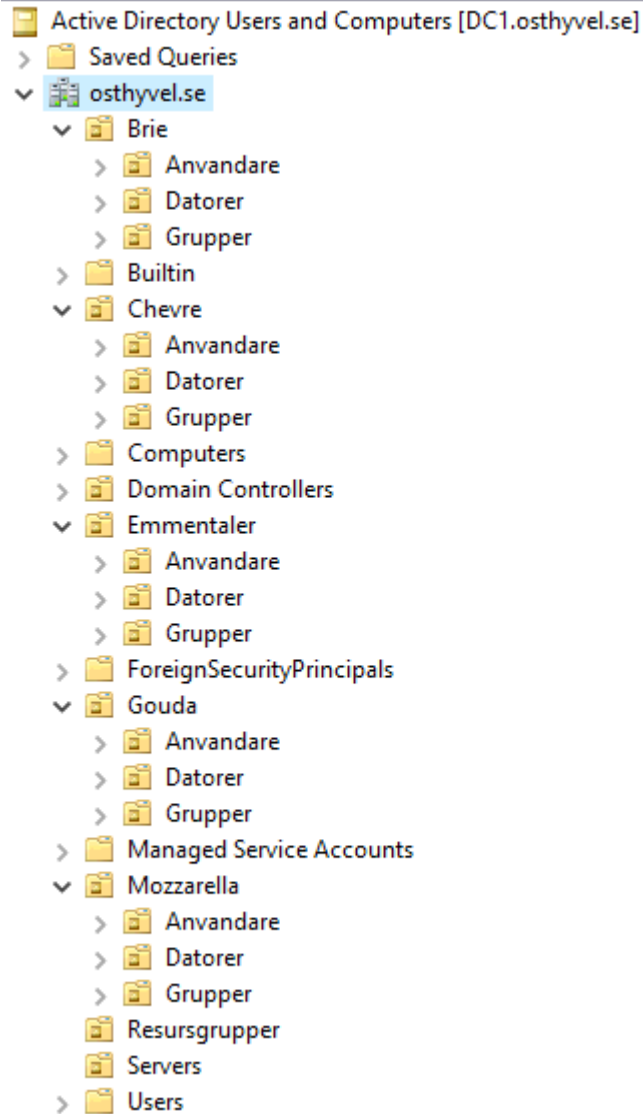 Active Directory Users and Computers [DC1.osthyvel.se]
Saved Queries
osthyvel.se
Brie
Anvandare
Datorer
Grupper
Builtin
Chevre
Anvandare
Datorer
Grupper
Computers
Domain Controllers
Emmentaler
Anvandare
Datorer
Grupper
ForeignSecurityPrincipals
Gouda
Anvandare
Datorer
Grupper
Managed Service Accounts
Mozzarella
Anvandare
Datorer
Grupper
Resursgrupper
Servers
Users